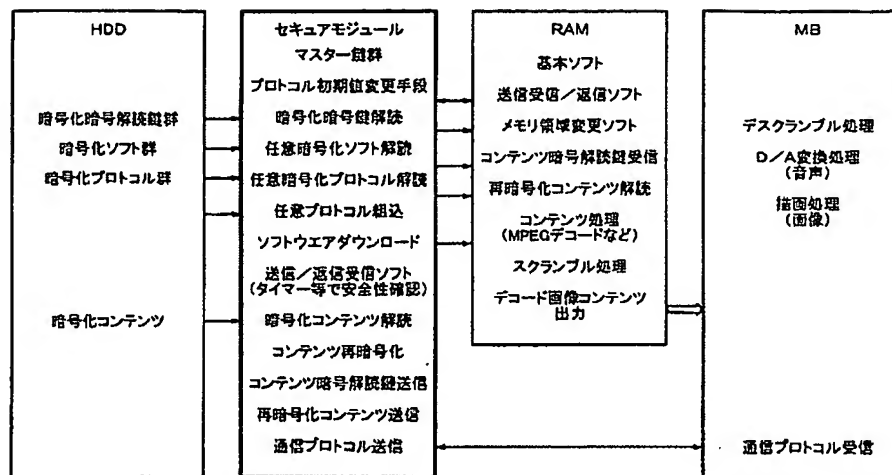 HDD
暗号化暗号解読鍵群
暗号化ソフト群
暗号化プロトコル群
暗号化コンテンツ
セキュアモジュール
マスター鍵群
プロトコル初期値変更手段
暗号化暗号鍵解読
任意暗号化ソフト解読
任意暗号化プロトコル解読
任意プロトコル組込
ソフトウエアダウンロード
送信/返信受信ソフト
(タイマー等で安全性確認)
暗号化コンテンツ解読
コンテンツ再暗号化
コンテンツ暗号解読鍵送信
再暗号化コンテンツ送信
通信プロトコル送信
RAM
基本ソフト
送信受信/返信ソフト
メモリ領域変更ソフト
コンテンツ暗号解読鍵受信
再暗号化コンテンツ解読
コンテンツ処理
(MPEGデコードなど)
スクランブル処理
デコード画像コンテンツ
出力
MB
デスクランブル処理
D/A変換処理
(音声)
描画処理
(画像)
通信プロトコル受信